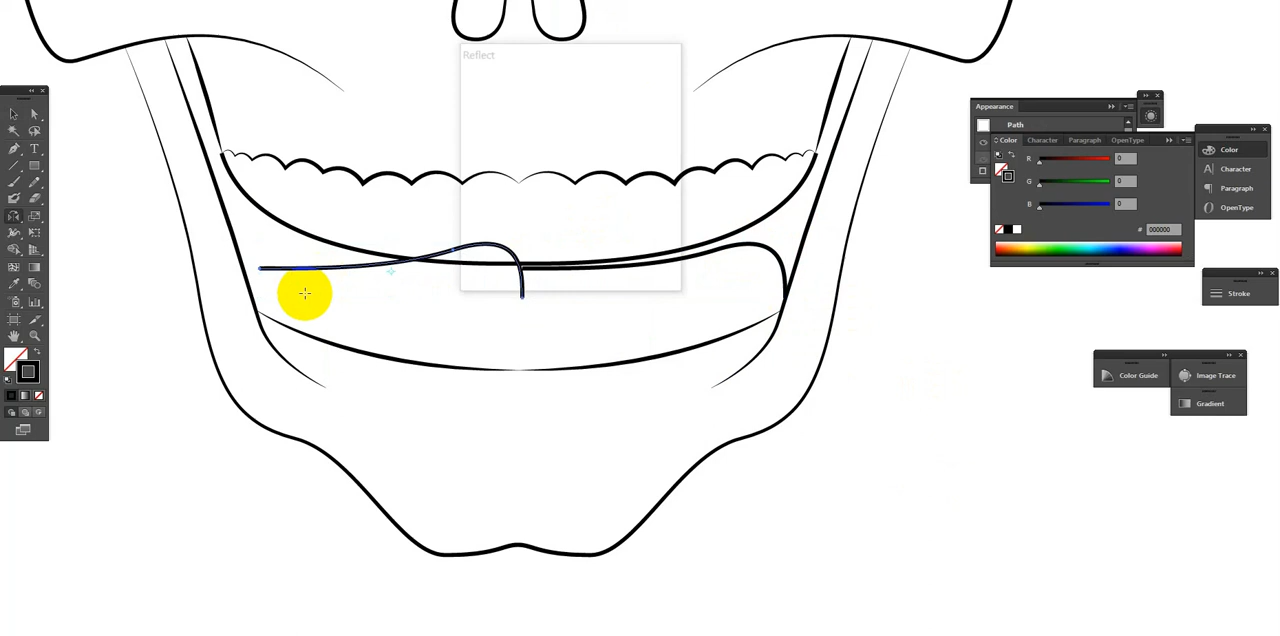 Reflect
Appearance
Path
Color
Character
Paragraph
OpenType
R
0
G
0
B
0
# 000000
Color
Character
Paragraph
OpenType
Stroke
Color Guide
Image Trace
Gradient